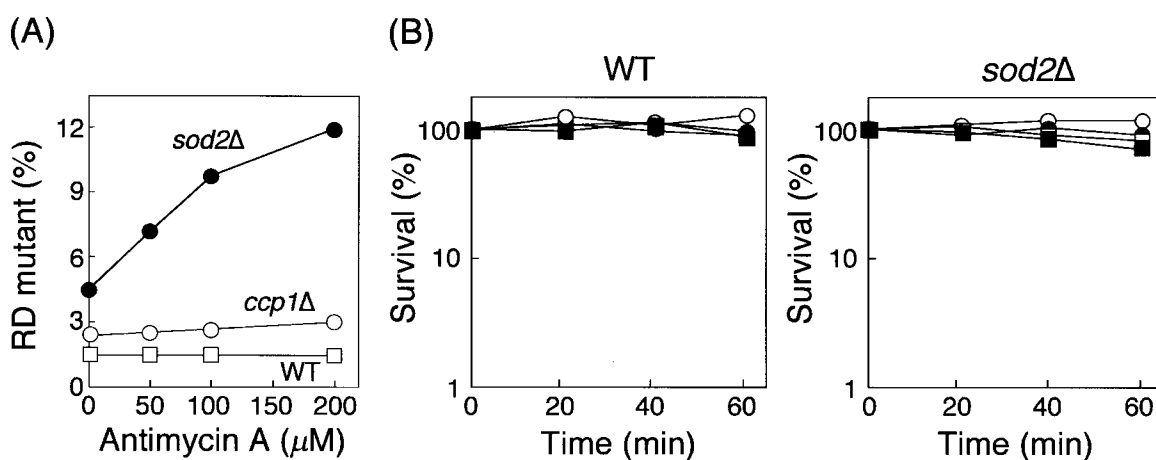 (A)
RD mutant (%)
12
9
6
3
0
sod2Δ
ccp1Δ
WT
0 50 100 150 200
Antimycin A (μM)
(B)
WT
Survival (%)
100
10
1
0 20 40 60
Time (min)
sod2Δ
Survival (%)
100
10
1
0 20 40 60
Time (min)